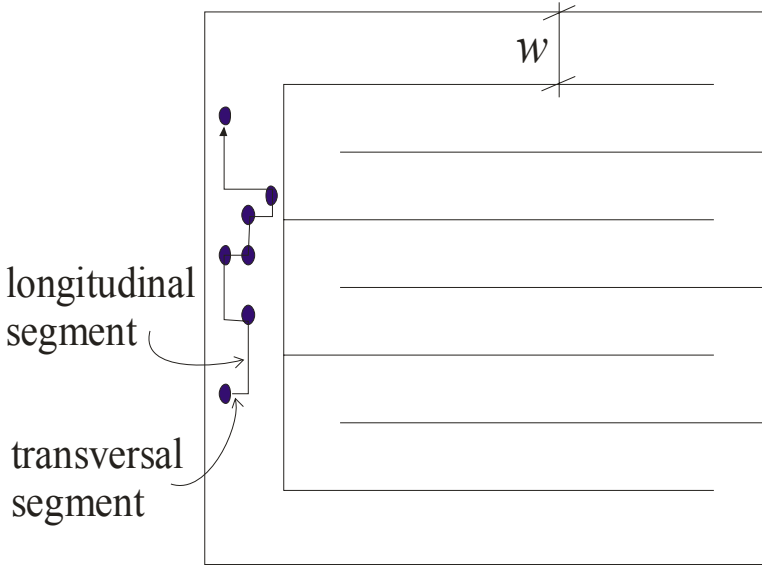 w
longitudinal
segment
transversal
segment